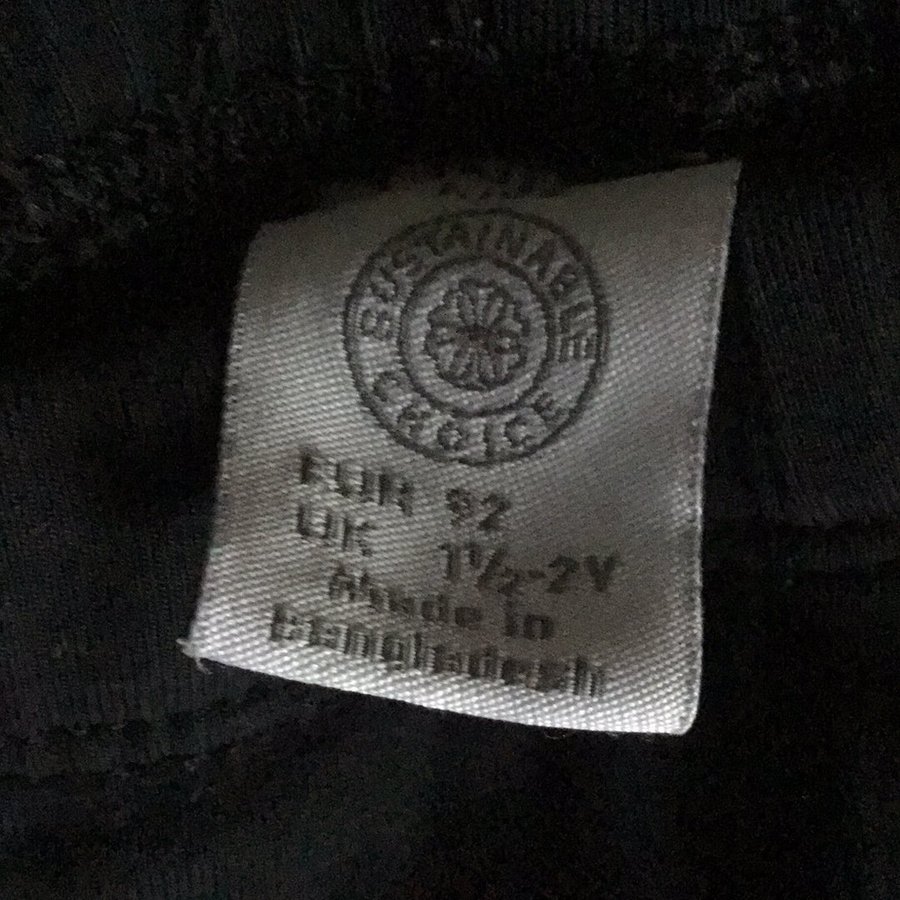 SUSTAINABLE
CHOICE
EUR 92
UK 1½-2Y
Made in
Bangladesh